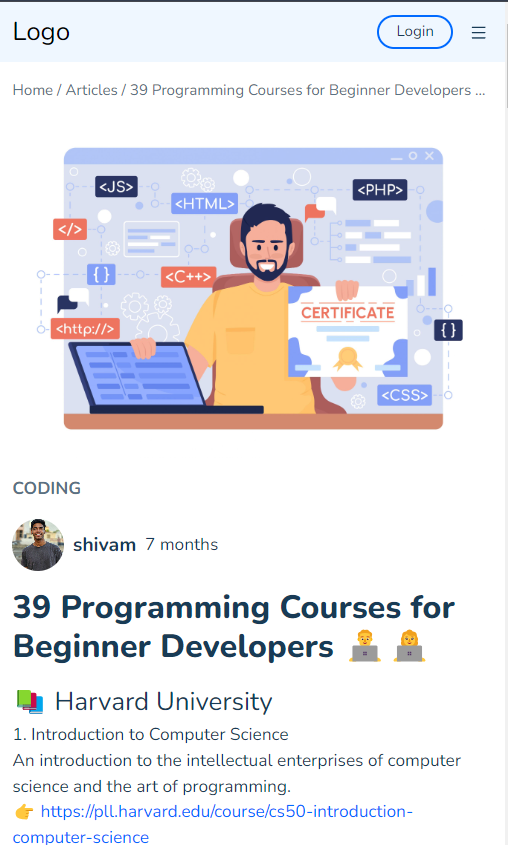 Logo
Login
Home / Articles / 39 Programming Courses for Beginner Developers ...
<JS>
<HTML>
<PHP>
</>
{ }
<C++>
<http://>
CERTIFICATE
{ }
<CSS>
CODING
shivam 7 months
39 Programming Courses for
Beginner Developers 👨‍💻 👩‍💻
📚 Harvard University
1. Introduction to Computer Science
An introduction to the intellectual enterprises of computer
science and the art of programming.
👉 https://pll.harvard.edu/course/cs50-introduction-
computer-science